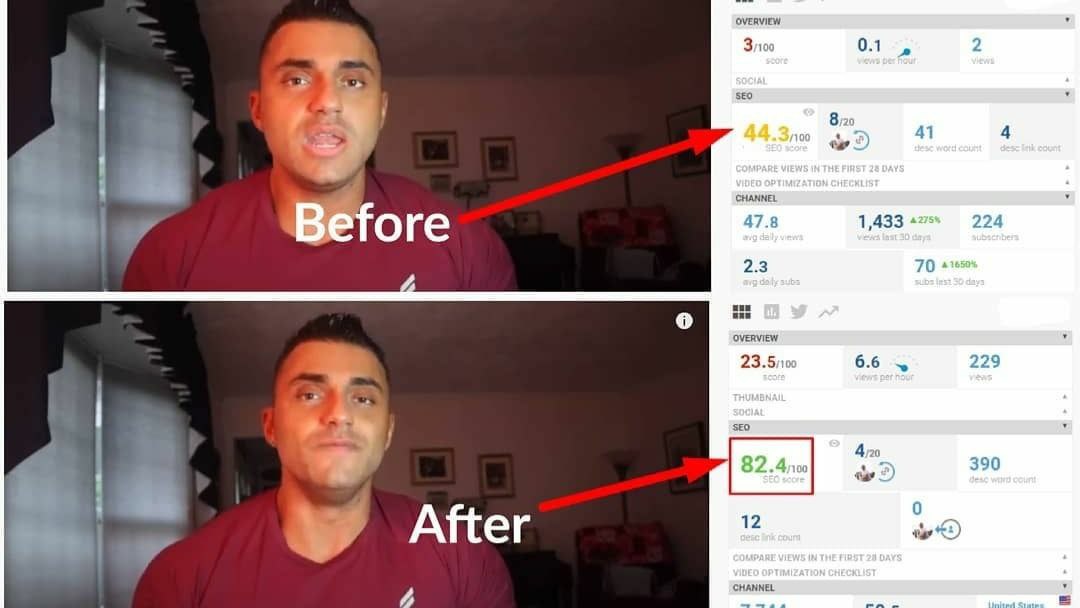 Before
OVERVIEW
3/100
score
0.1
views per hour
2
views
SOCIAL
SEO
44.3/100
SEO score
8/20
41
desc word count
4
desc link count
COMPARE VIEWS IN THE FIRST 28 DAYS
VIDEO OPTIMIZATION CHECKLIST
CHANNEL
47.8
avg daily views
1,433 ▲275%
views last 30 days
224
subscribers
2.3
avg daily subs
70 ▲1650%
subs last 30 days
After
OVERVIEW
23.5/100
score
6.6
views per hour
229
views
THUMBNAIL
SOCIAL
SEO
82.4/100
SEO score
4/20
390
desc word count
12
desc link count
0
COMPARE VIEWS IN THE FIRST 28 DAYS
VIDEO OPTIMIZATION CHECKLIST
CHANNEL
United States